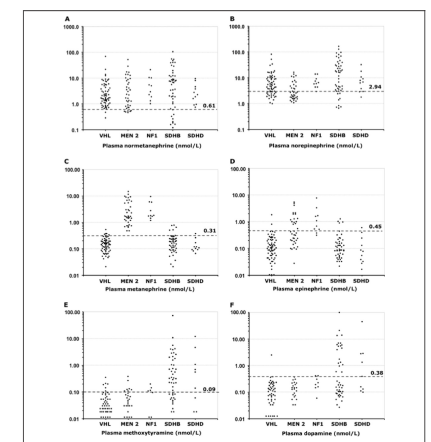 A
1000.0
100.0
10.0
1.0
0.1
0.61
VHL MEN 2 NF1 SDHB SDHD
Plasma normetanephrine (nmol/L)
B
1000.0
100.0
10.0
1.0
0.1
2.94
VHL MEN 2 NF1 SDHB SDHD
Plasma norepinephrine (nmol/L)
C
100.00
10.00
1.00
0.10
0.01
0.31
VHL MEN 2 NF1 SDHB SDHD
Plasma metanephrine (nmol/L)
D
100.00
10.00
1.00
0.10
0.01
0.45
VHL MEN 2 NF1 SDHB SDHD
Plasma epinephrine (nmol/L)
E
100.00
10.00
1.00
0.10
0.01
0.09
VHL MEN 2 NF1 SDHB SDHD
Plasma methoxytyramine (nmol/L)
F
100.00
10.00
1.00
0.10
0.01
0.38
VHL MEN 2 NF1 SDHB SDHD
Plasma dopamine (nmol/L)